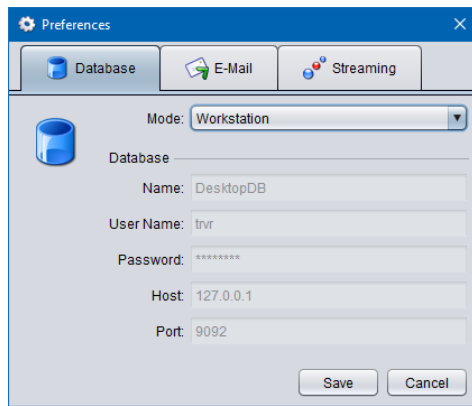 Preferences
Database E-Mail Streaming
Mode: Workstation
Database
Name: DesktopDB
User Name: trvr
Password: ********
Host: 127.0.0.1
Port: 9092
Save Cancel